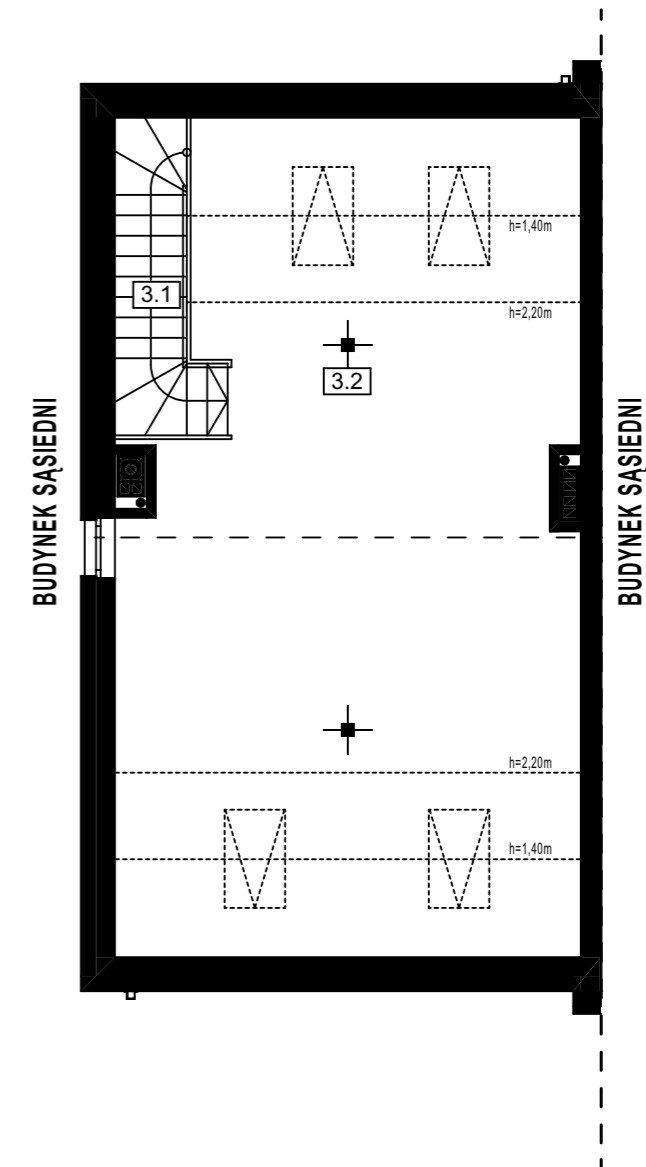 h=1,40m
3.1
h=2,20m
3.2
BUDYNEK SĄSIEDNI
BUDYNEK SĄSIEDNI
h=2,20m
h=1,40m